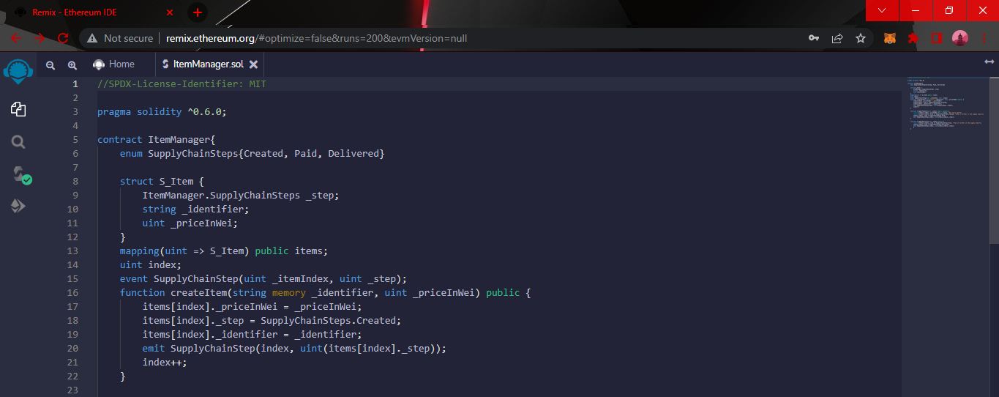 Remix - Ethereum IDE
Not secure remix.ethereum.org/#optimize=false&runs=200&evmVersion=null
Home ItemManager.sol
1 //SPDX-License-Identifier: MIT
2
3 pragma solidity ^0.6.0;
4
5 contract ItemManager{
6 enum SupplyChainSteps{Created, Paid, Delivered}
7
8 struct S_Item {
9 ItemManager.SupplyChainSteps _step;
10 string _identifier;
11 uint _priceInWei;
12 }
13 mapping(uint => S_Item) public items;
14 uint index;
15 event SupplyChainStep(uint _itemIndex, uint _step);
16 function createItem(string memory _identifier, uint _priceInWei) public {
17 items[index]._priceInWei = _priceInWei;
18 items[index]._step = SupplyChainSteps.Created;
19 items[index]._identifier = _identifier;
20 emit SupplyChainStep(index, uint(items[index]._step));
21 index++;
22 }
23